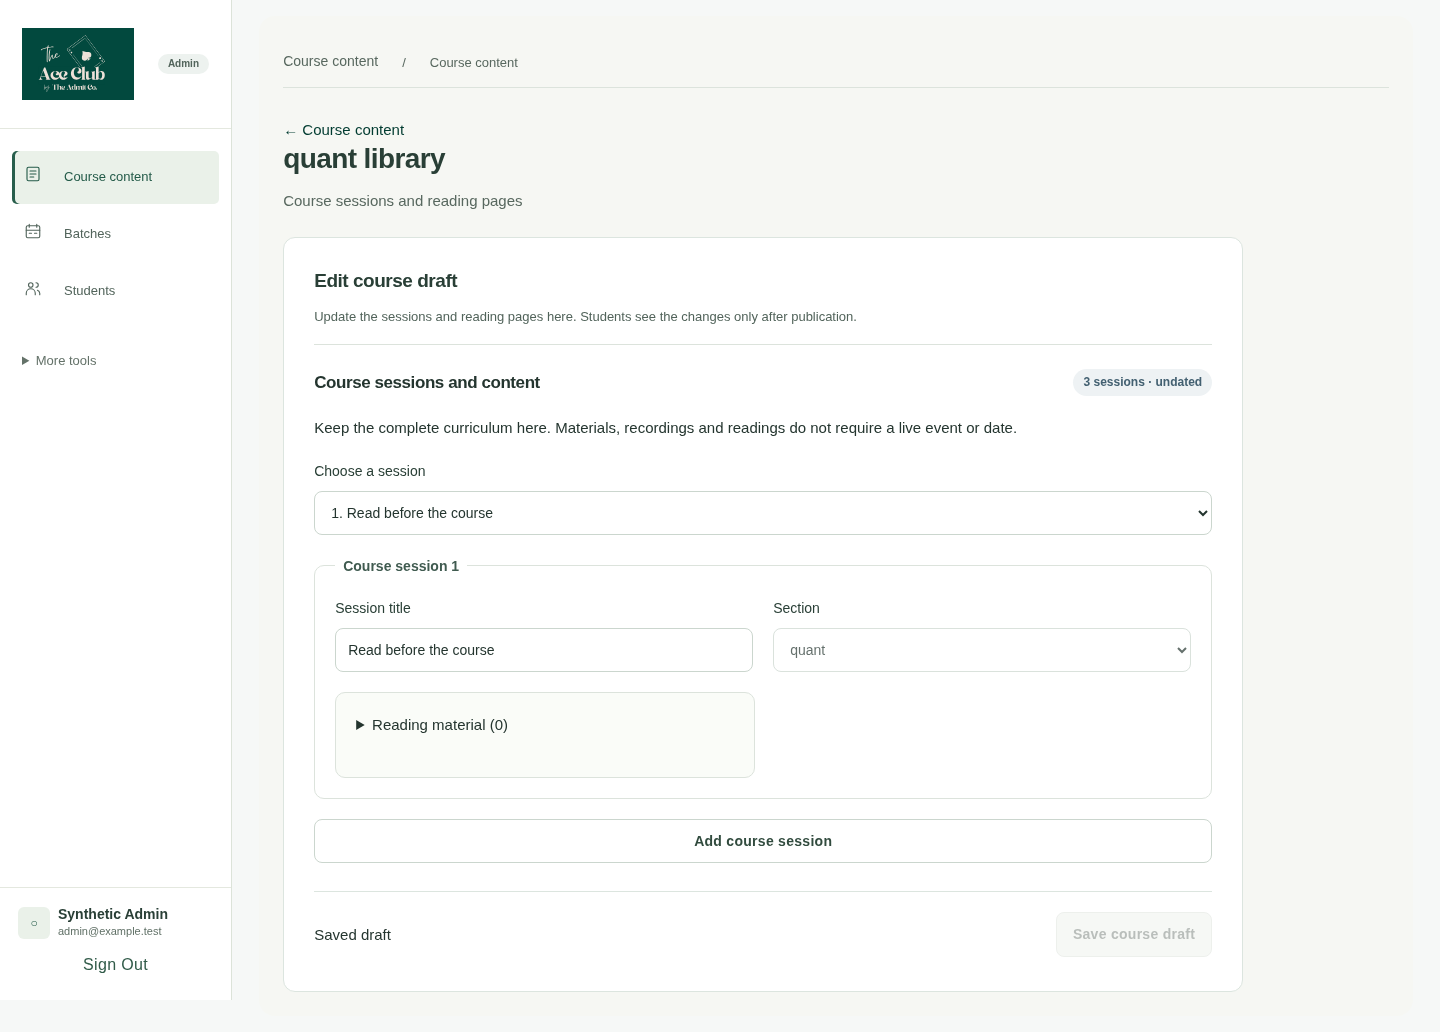 The
Ace Club
by The Admit Co.
Admin
Course content
Batches
Students
▶ More tools
Synthetic Admin
admin@example.test
Sign Out
Course content / Course content
← Course content
quant library
Course sessions and reading pages
Edit course draft
Update the sessions and reading pages here. Students see the changes only after publication.
Course sessions and content
3 sessions · undated
Keep the complete curriculum here. Materials, recordings and readings do not require a live event or date.
Choose a session
1. Read before the course
Course session 1
Session title
Section
Read before the course
quant
▶ Reading material (0)
Add course session
Saved draft
Save course draft